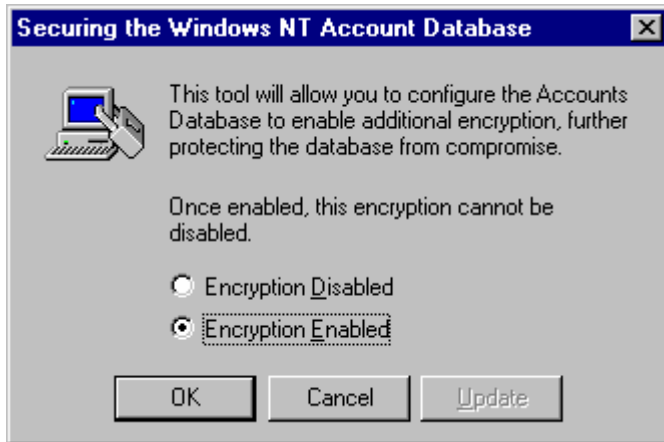 Securing the Windows NT Account Database
This tool will allow you to configure the Accounts
Database to enable additional encryption, further
protecting the database from compromise.
Once enabled, this encryption cannot be
disabled.
Encryption Disabled
Encryption Enabled
OK Cancel Update